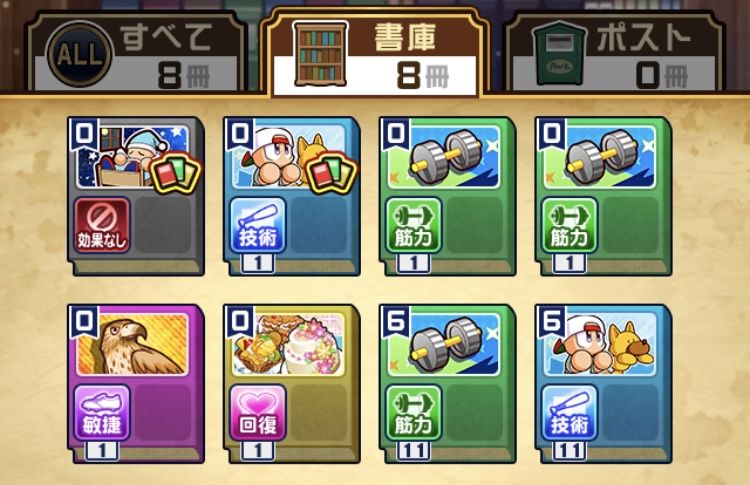 ALL すべて 8冊
書庫 8冊
ポスト 0冊
0 0 0 0
効果なし 技術 筋力 筋力
1 1 1
0 0 6 6
敏捷 回復 筋力 技術
1 1 11 11